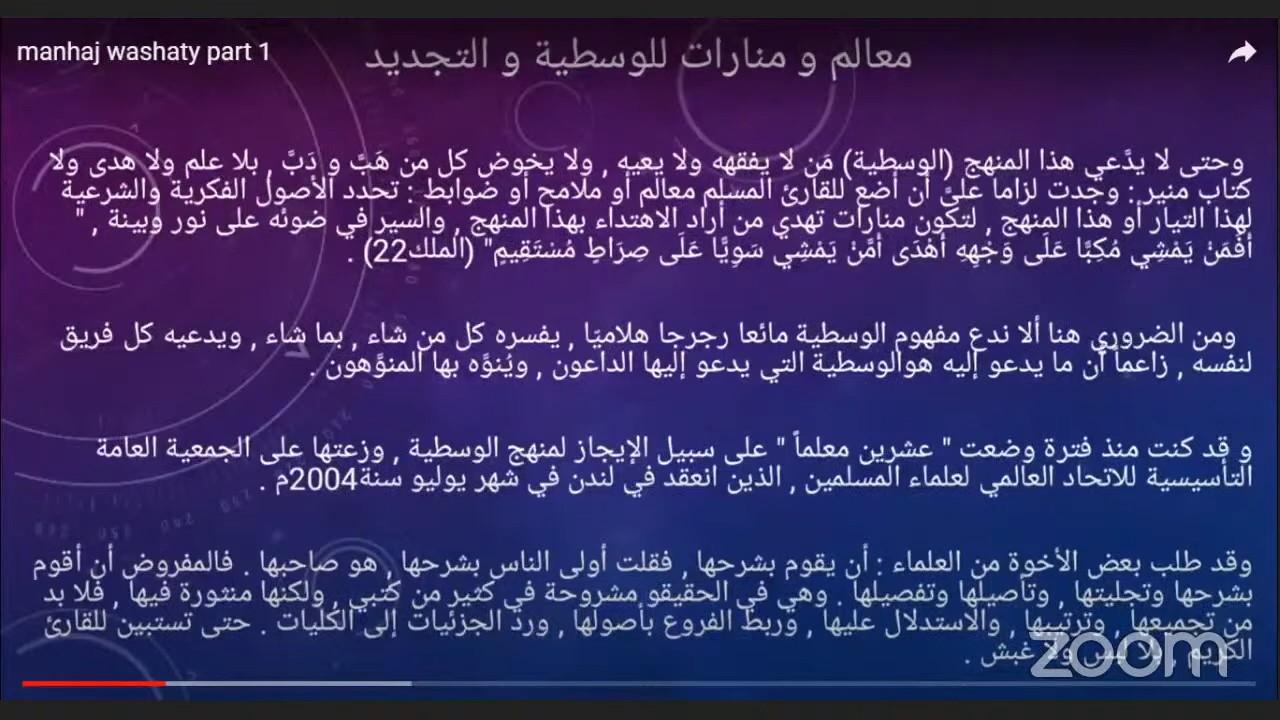 manhaj washaty part 1
معالم و منارات للوسطية و التجديد
وحتى لا يدَّعي هذا المنهج (الوسطية) مَن لا يفقهه ولا يعيه , ولا يخوض كل من هَبَّ و دَبَّ , بلا علم ولا هدى ولا
كتاب منير : وجدت لزاما علىَّ أن أضع للقارئ المسلم معالم أو ملامح أو ضوابط : تحدد الأصول الفكرية والشرعية
لهذا التيار أو هذا المنهج , لتكون منارات تهدي من أراد الاهتداء بهذا المنهج , والسير في ضوئه على نور وبينة , "
أَفَمَنْ يَمْشِي مُكِبًّا عَلَى وَجْهِهِ أَهْدَى أَمَّنْ يَمْشِي سَوِيًّا عَلَى صِرَاطٍ مُسْتَقِيمٍ" (الملك22) .
ومن الضروري هنا ألا ندع مفهوم الوسطية مائعا رجرجا هلاميّا , يفسره كل من شاء , بما شاء , ويدعيه كل فريق
لنفسه , زاعماً أن ما يدعو إليه هوالوسطية التي يدعو إليها الداعون , ويُنوَّه بها المنوَّهون .
و قد كنت منذ فترة وضعت " عشرين معلماً " على سبيل الإيجاز لمنهج الوسطية , وزعتها على الجمعية العامة
التأسيسية للاتحاد العالمي لعلماء المسلمين , الذين انعقد في لندن في شهر يوليو سنة2004م .
وقد طلب بعض الأخوة من العلماء : أن يقوم بشرحها , فقلت أولى الناس بشرحها , هو صاحبها . فالمفروض أن أقوم
بشرحها وتجليتها , وتأصيلها وتفصيلها . وهي في الحقيقو مشروحة في كثير من كتبي , ولكنها منثورة فيها , فلا بد
من تجميعها , وترتيبها , والاستدلال عليها , وربط الفروع بأصولها , ورد الجزئيات إلى الكليات . حتى تستبين للقارئ
الكريم , بلا لبس ولا غبش .
zoom